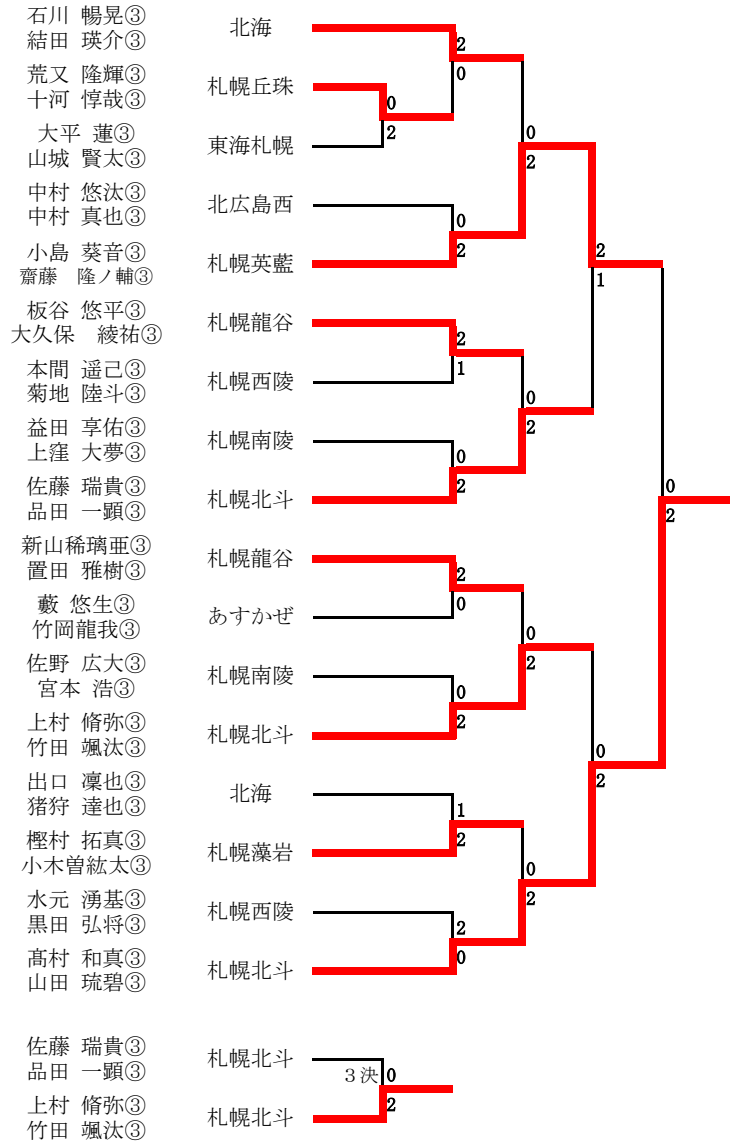 石川 暢晃③
結田 瑛介③
北海
荒又 隆輝③
十河 惇哉③
札幌丘珠
大平 蓮③
山城 賢太③
東海札幌
中村 悠汰③
中村 真也③
北広島西
小島 葵音③
齋藤 隆ノ輔③
札幌英藍
板谷 悠平③
大久保 綾祐③
札幌龍谷
本間 遥己③
菊地 陸斗③
札幌西陵
益田 享佑③
上窪 大夢③
札幌南陵
佐藤 瑞貴③
品田 一顕③
札幌北斗
新山稀璃亜③
置田 雅樹③
札幌龍谷
藪 悠生③
竹岡龍我③
あすかぜ
佐野 広大③
宮本 浩③
札幌南陵
上村 脩弥③
竹田 颯汰③
札幌北斗
出口 凜也③
猪狩 達也③
北海
樫村 拓真③
小木曽紘太③
札幌藻岩
水元 湧基③
黒田 弘将③
札幌西陵
髙村 和真③
山田 琉碧③
札幌北斗
0
2
2
0
0
2
2
1
0
2
2
0
0
2
1
2
2
0
0
2
0
2
0
2
0
2
2
1
0
2
0
2
佐藤 瑞貴③
品田 一顕③
札幌北斗
3決
0
2
上村 脩弥③
竹田 颯汰③
札幌北斗